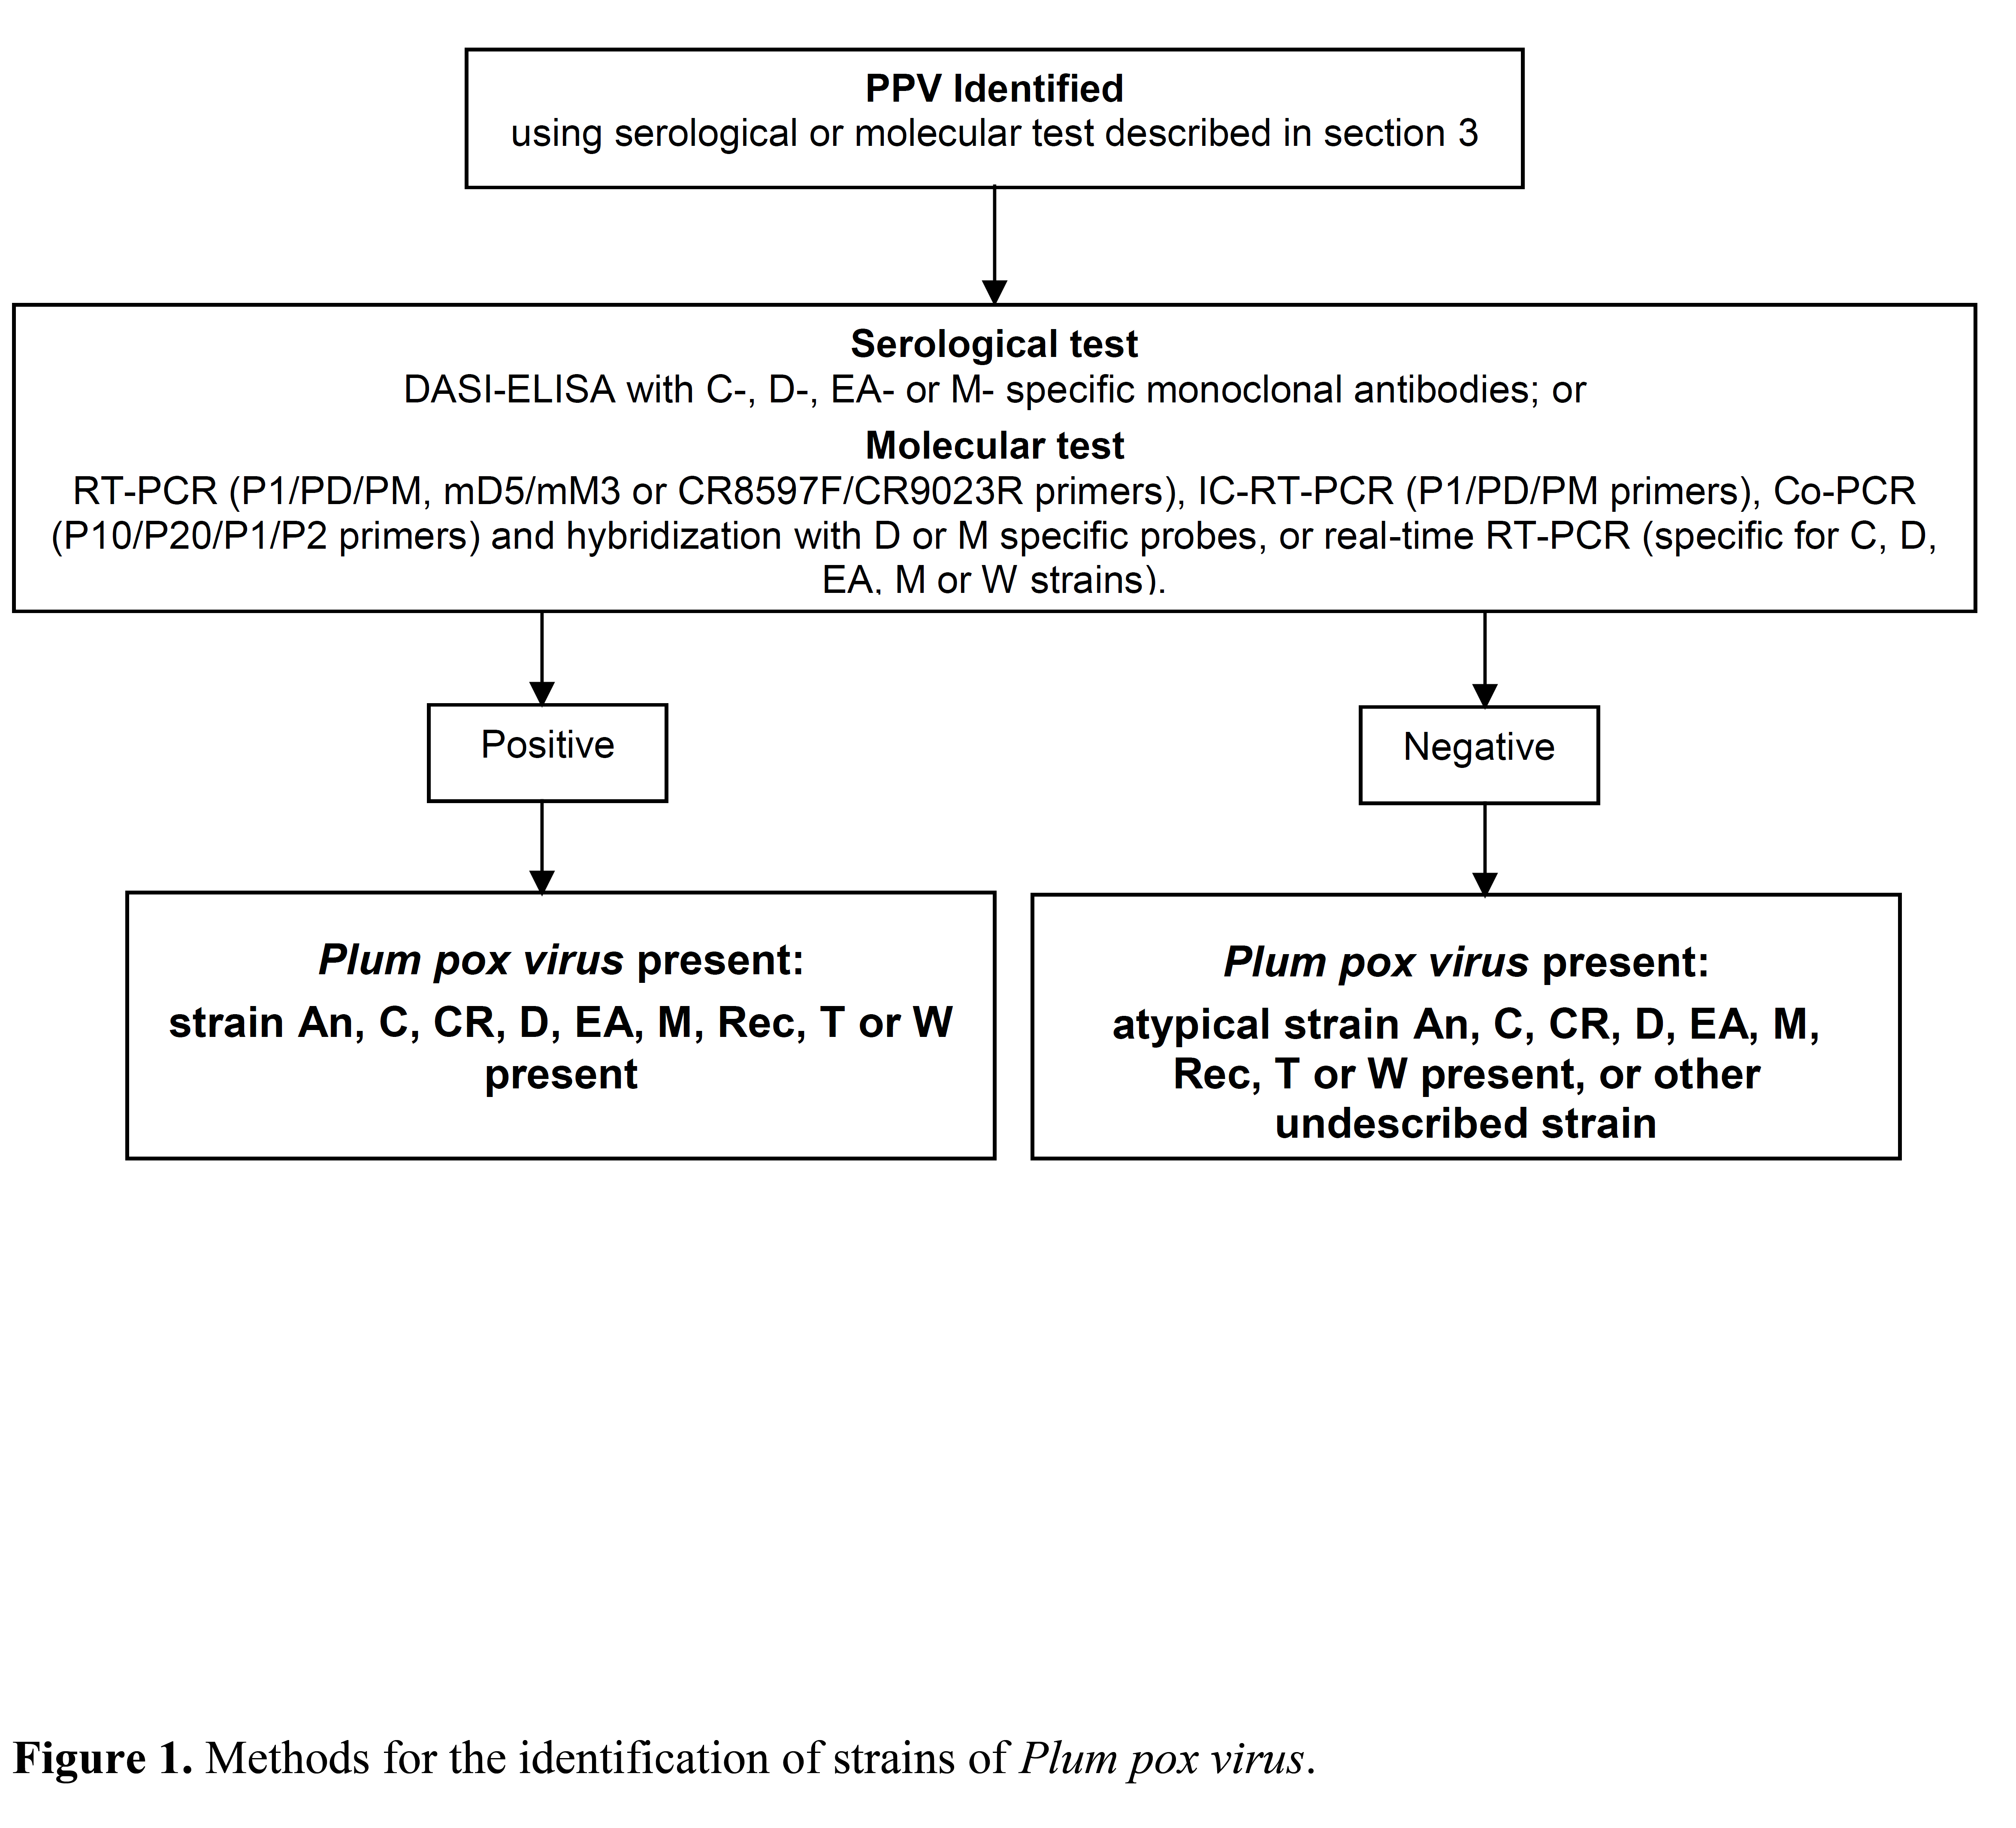 PPV Identified
using serological or molecular test described in section 3
Serological test
DASI-ELISA with C-, D-, EA- or M- specific monoclonal antibodies; or
Molecular test
RT-PCR (P1/PD/PM, mD5/mM3 or CR8597F/CR9023R primers), IC-RT-PCR (P1/PD/PM primers), Co-PCR
(P10/P20/P1/P2 primers) and hybridization with D or M specific probes, or real-time RT-PCR (specific for C, D,
EA, M or W strains).
Positive
Negative
Plum pox virus present:
strain An, C, CR, D, EA, M, Rec, T or W
present
Plum pox virus present:
atypical strain An, C, CR, D, EA, M,
Rec, T or W present, or other
undescribed strain
Figure 1. Methods for the identification of strains of Plum pox virus.